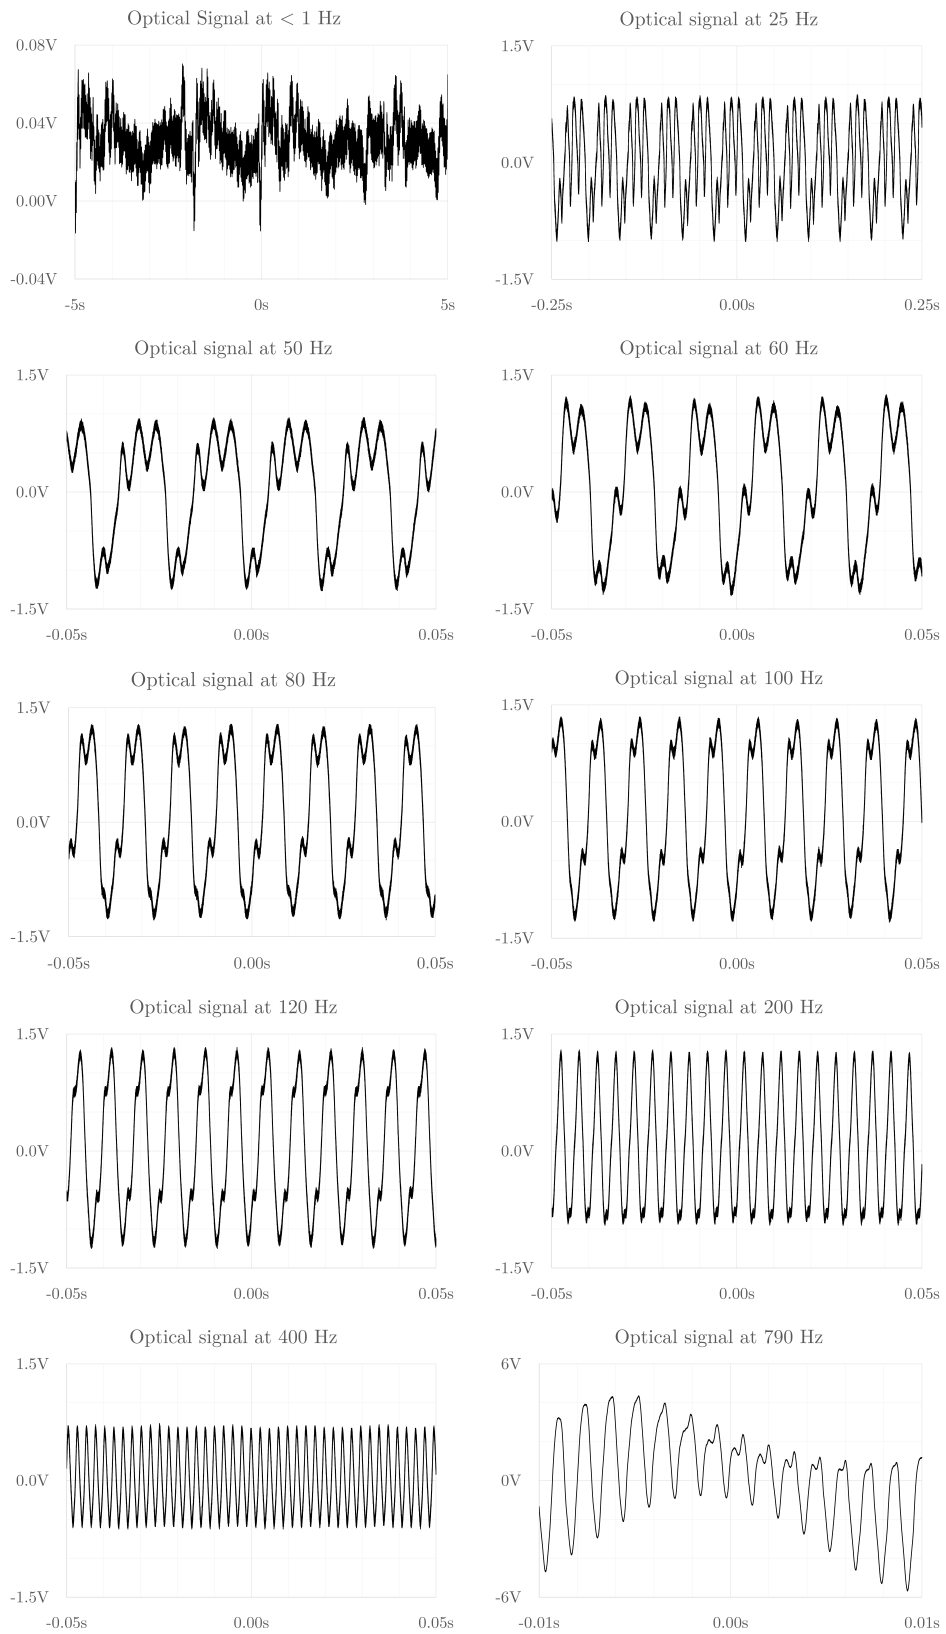 Optical Signal at < 1 Hz
0.08V
0.04V
0.00V
-0.04V
-5s 0s 5s
Optical signal at 25 Hz
1.5V
0.0V
-1.5V
-0.25s 0.00s 0.25s
Optical signal at 50 Hz
1.5V
0.0V
-1.5V
-0.05s 0.00s 0.05s
Optical signal at 60 Hz
1.5V
0.0V
-1.5V
-0.05s 0.00s 0.05s
Optical signal at 80 Hz
1.5V
0.0V
-1.5V
-0.05s 0.00s 0.05s
Optical signal at 100 Hz
1.5V
0.0V
-1.5V
-0.05s 0.00s 0.05s
Optical signal at 120 Hz
1.5V
0.0V
-1.5V
-0.05s 0.00s 0.05s
Optical signal at 200 Hz
1.5V
0.0V
-1.5V
-0.05s 0.00s 0.05s
Optical signal at 400 Hz
1.5V
0.0V
-1.5V
-0.05s 0.00s 0.05s
Optical signal at 790 Hz
6V
0V
-6V
-0.01s 0.00s 0.01s